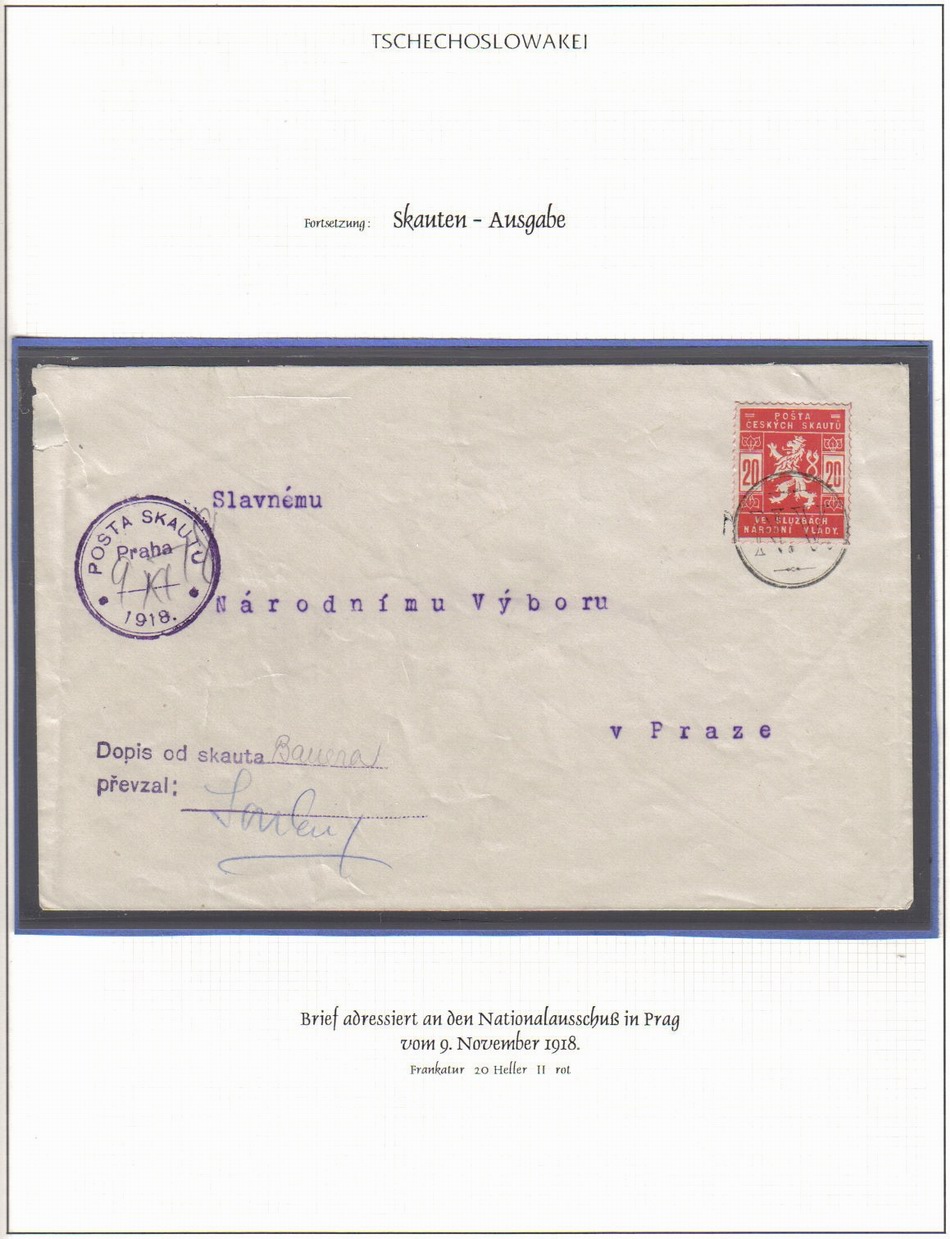 TSCHECHOSLOWAKEI
Fortsetzung: Skauten - Ausgabe
POŠTA
ČESKÝCH SKAUTŮ
20 20
VE SLUŽBÁCH
NÁRODNÍ VLÁDY.
Slavnému
POŠTA SKAUTŮ
Praha
9 XI
1918.
Národnímu Výboru
v Praze
Dopis od skauta Bauera
převzal:
Brief adressiert an den Nationalausschuß in Prag
vom 9. November 1918.
Frankatur 20 Heller II rot